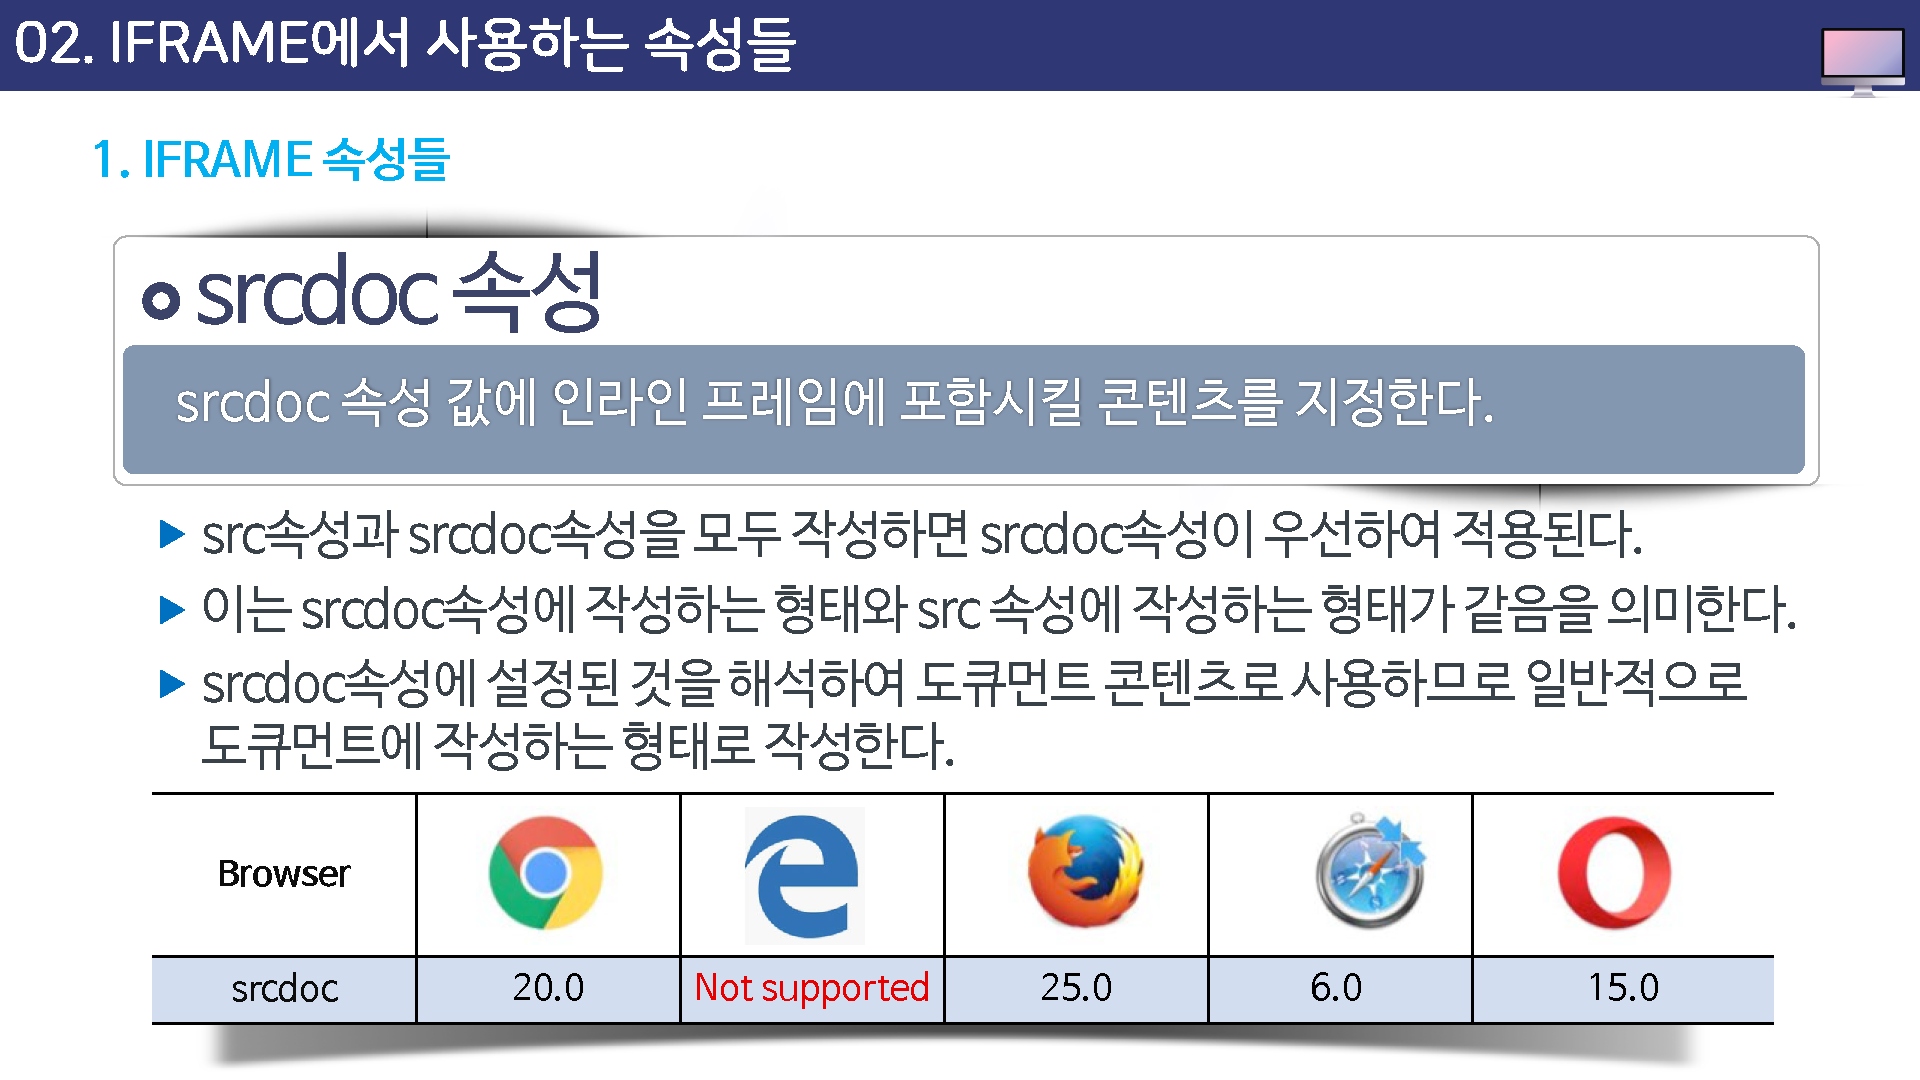 02. IFRAME에서 사용하는 속성들
1. IFRAME 속성들
srcdoc 속성
srcdoc 속성 값에 인라인 프레임에 포함시킬 콘텐츠를 지정한다.
src속성과 srcdoc속성을 모두 작성하면 srcdoc속성이 우선하여 적용된다.
이는 srcdoc속성에 작성하는 형태와 src 속성에 작성하는 형태가 같음을 의미한다.
srcdoc속성에 설정된 것을 해석하여 도큐먼트 콘텐츠로 사용하므로 일반적으로
도큐먼트에 작성하는 형태로 작성한다.
Browser
srcdoc 20.0 Not supported 25.0 6.0 15.0